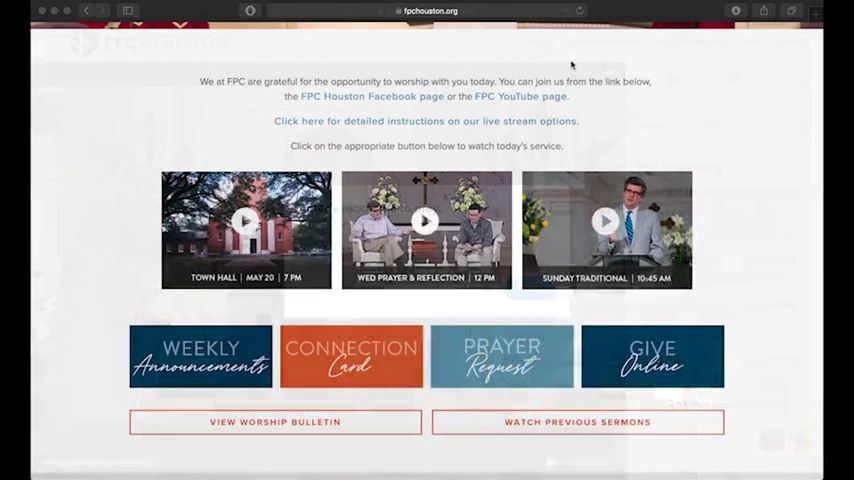 fpchouston.org
FPCHOUSTON
We at FPC are grateful for the opportunity to worship with you today. You can join us from the link below,
the FPC Houston Facebook page or the FPC YouTube page.
Click here for detailed instructions on our live stream options.
Click on the appropriate button below to watch today's service.
TOWN HALL | MAY 20 | 7 PM
WED PRAYER & REFLECTION | 12 PM
SUNDAY TRADITIONAL | 10:45 AM
WEEKLY
Announcements
CONNECTION
Card
PRAYER
Request
GIVE
Online
VIEW WORSHIP BULLETIN
WATCH PREVIOUS SERMONS